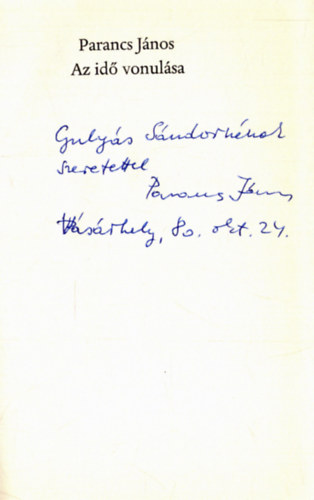 Parancs János
Az idő vonulása
Gulyás Sándornénak
szeretettel
Parancs János
Vásárhely, 80. okt. 24.